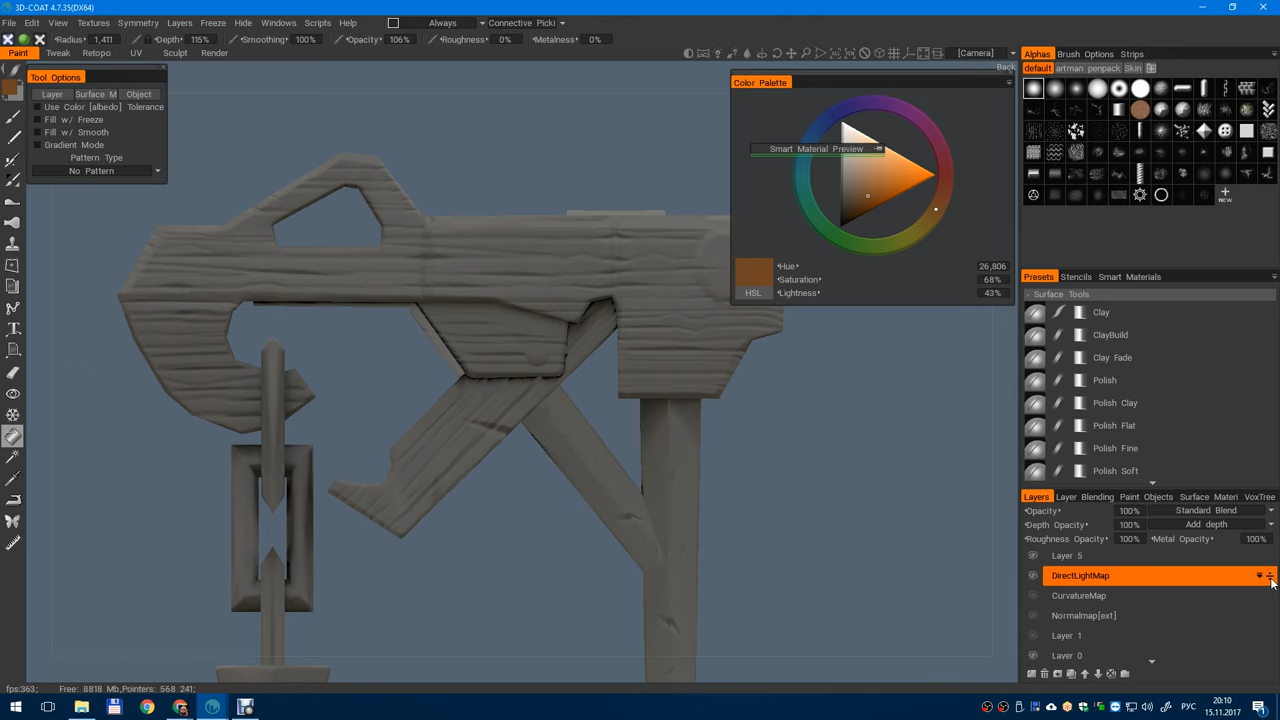 3D-COAT 4.7.35(DX64)
File Edit View Textures Symmetry Layers Freeze Hide Windows Scripts Help Always Connective Picki
Radius 1,411 Depth 115% Smoothing 100% Opacity 106% Roughness 0% Metalness 0%
Paint Tweak Retopo UV Sculpt Render [Camera]
Back
Tool Options
Layer Surface M Object
Use Color [albedo] Tolerance
Fill w/ Freeze
Fill w/ Smooth
Gradient Mode
Pattern Type
No Pattern
Color Palette
Smart Material Preview
Hue 26,806
Saturation 68%
HSL Lightness 43%
Alphas Brush Options Strips
default artman penpack Skin
NEW
Presets Stencils Smart Materials
- Surface Tools
Clay
ClayBuild
Clay Fade
Polish
Polish Clay
Polish Flat
Polish Fine
Polish Soft
Layers Layer Blending Paint Objects Surface Materi VoxTree
Opacity 100% Standard Blend
Depth Opacity 100% Add depth
Roughness Opacity 100% Metal Opacity 100%
Layer 5
DirectLightMap
CurvatureMap
Normalmap[ext]
Layer 1
Layer 0
fps:363; Free: 8818 Mb,Pointers: 568 241;
РУС
20:10
15.11.2017
1